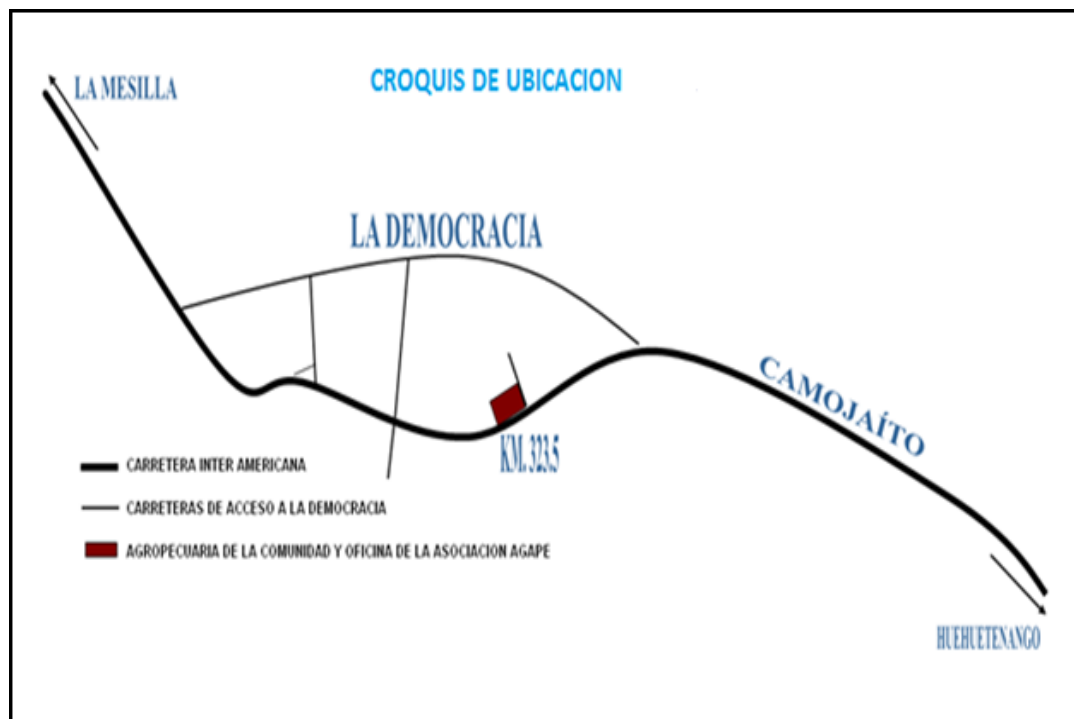 CROQUIS DE UBICACION
LA MESILLA
LA DEMOCRACIA
CAMOJAÍTO
KM. 323.5
CARRETERA INTER AMERICANA
CARRETERAS DE ACCESO A LA DEMOCRACIA
AGROPECUARIA DE LA COMUNIDAD Y OFICINA DE LA ASOCIACION AGAPE
HUEHUETENANGO